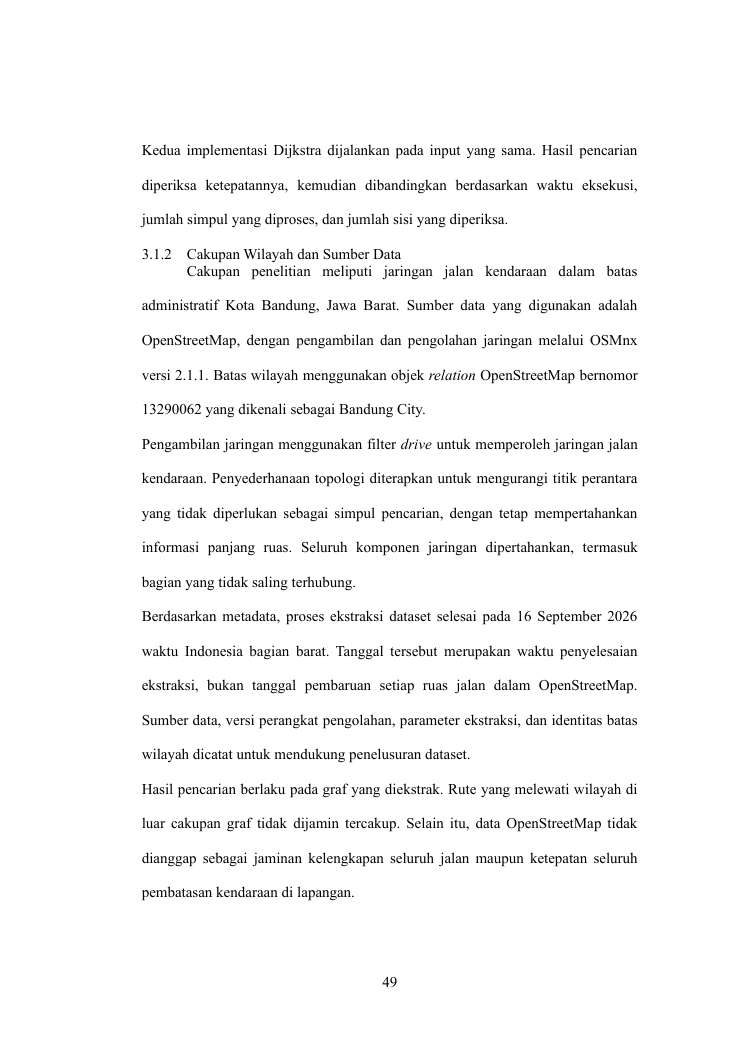 Kedua implementasi Dijkstra dijalankan pada input yang sama. Hasil pencarian
diperiksa ketepatannya, kemudian dibandingkan berdasarkan waktu eksekusi,
jumlah simpul yang diproses, dan jumlah sisi yang diperiksa.
3.1.2 Cakupan Wilayah dan Sumber Data
Cakupan penelitian meliputi jaringan jalan kendaraan dalam batas
administratif Kota Bandung, Jawa Barat. Sumber data yang digunakan adalah
OpenStreetMap, dengan pengambilan dan pengolahan jaringan melalui OSMnx
versi 2.1.1. Batas wilayah menggunakan objek relation OpenStreetMap bernomor
13290062 yang dikenali sebagai Bandung City.
Pengambilan jaringan menggunakan filter drive untuk memperoleh jaringan jalan
kendaraan. Penyederhanaan topologi diterapkan untuk mengurangi titik perantara
yang tidak diperlukan sebagai simpul pencarian, dengan tetap mempertahankan
informasi panjang ruas. Seluruh komponen jaringan dipertahankan, termasuk
bagian yang tidak saling terhubung.
Berdasarkan metadata, proses ekstraksi dataset selesai pada 16 September 2026
waktu Indonesia bagian barat. Tanggal tersebut merupakan waktu penyelesaian
ekstraksi, bukan tanggal pembaruan setiap ruas jalan dalam OpenStreetMap.
Sumber data, versi perangkat pengolahan, parameter ekstraksi, dan identitas batas
wilayah dicatat untuk mendukung penelusuran dataset.
Hasil pencarian berlaku pada graf yang diekstrak. Rute yang melewati wilayah di
luar cakupan graf tidak dijamin tercakup. Selain itu, data OpenStreetMap tidak
dianggap sebagai jaminan kelengkapan seluruh jalan maupun ketepatan seluruh
pembatasan kendaraan di lapangan.
49